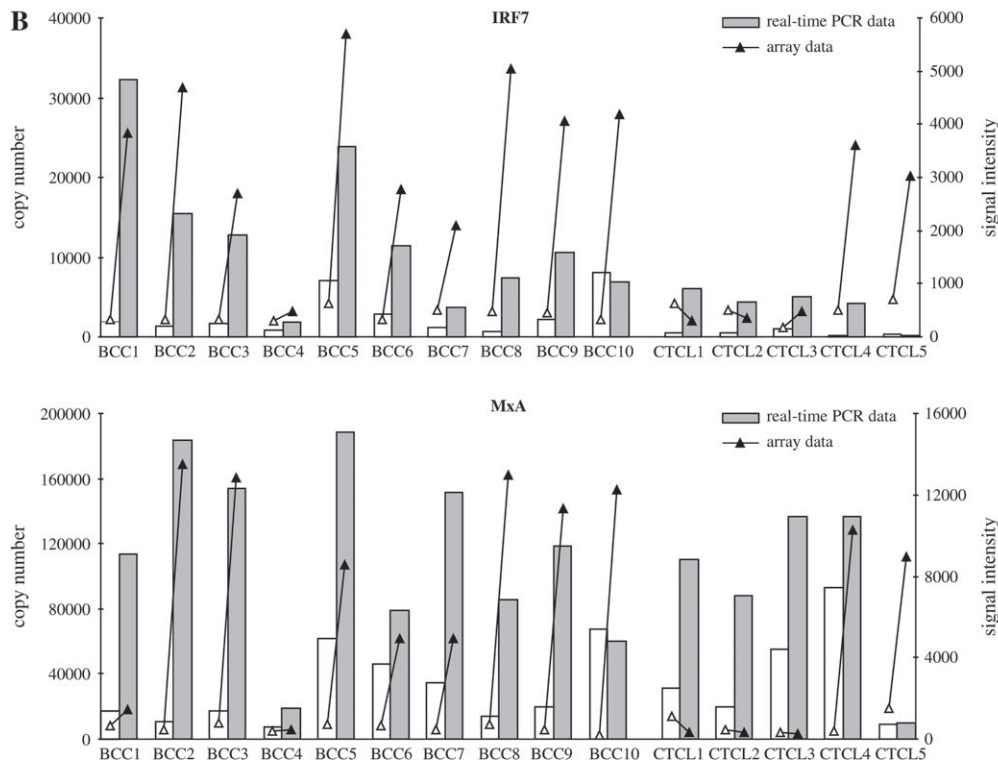 B
IRF7
real-time PCR data
array data
copy number
signal intensity
40000
30000
20000
10000
0
6000
5000
4000
3000
2000
1000
0
BCC1 BCC2 BCC3 BCC4 BCC5 BCC6 BCC7 BCC8 BCC9 BCC10 CTCL1 CTCL2 CTCL3 CTCL4 CTCL5
MxA
real-time PCR data
array data
copy number
signal intensity
200000
160000
120000
80000
40000
0
16000
12000
8000
4000
0
BCC1 BCC2 BCC3 BCC4 BCC5 BCC6 BCC7 BCC8 BCC9 BCC10 CTCL1 CTCL2 CTCL3 CTCL4 CTCL5